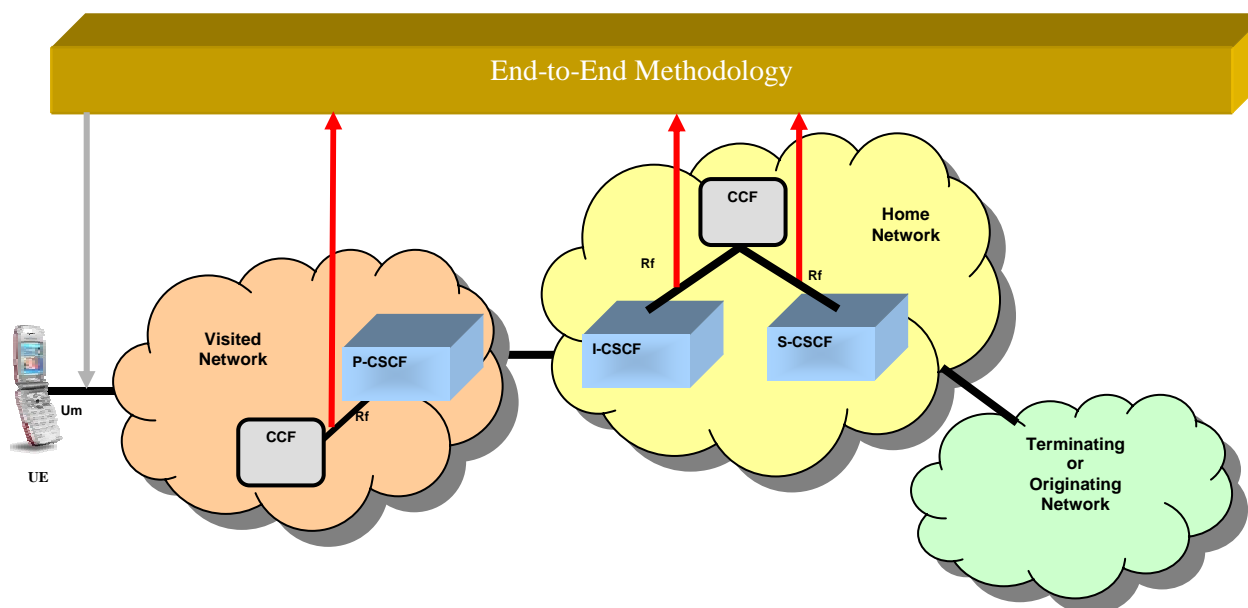 End-to-End Methodology
CCF
Home
Network
Rf
Rf
Visited
Network
P-CSCF
I-CSCF
S-CSCF
Um
Rf
CCF
UE
Terminating
or
Originating
Network